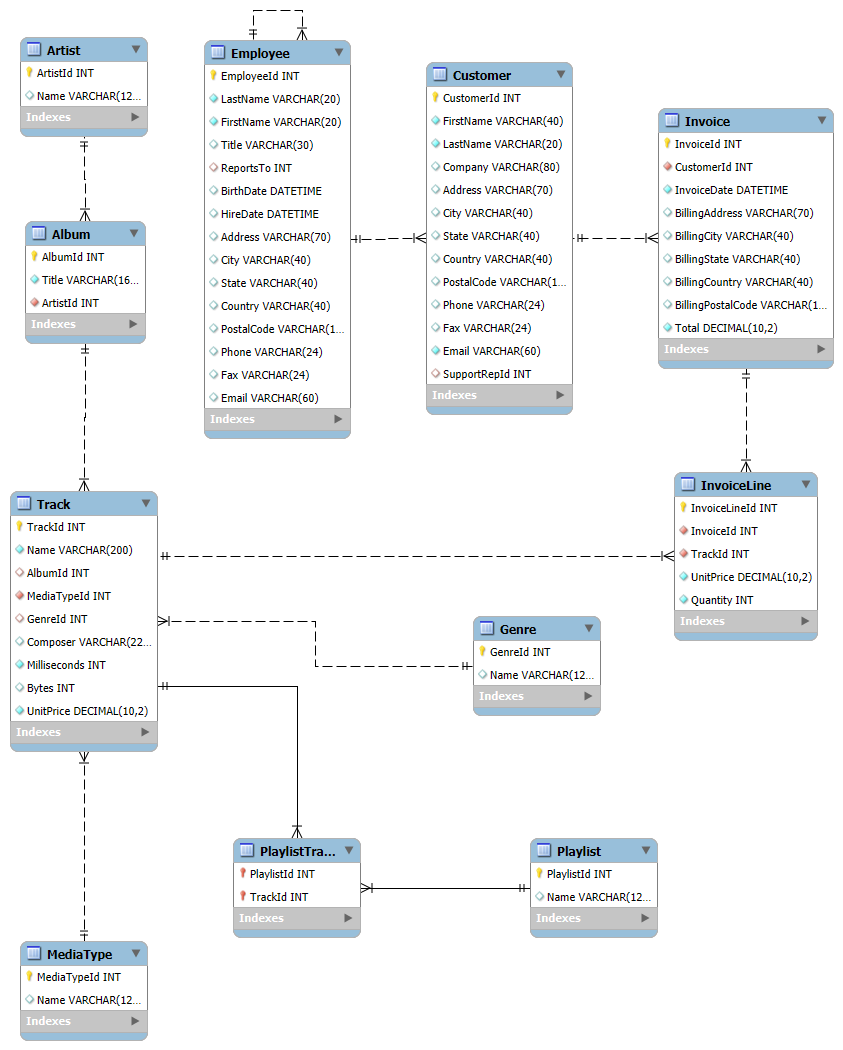 Artist
ArtistId INT
Name VARCHAR(12...
Indexes
Employee
EmployeeId INT
LastName VARCHAR(20)
FirstName VARCHAR(20)
Title VARCHAR(30)
ReportsTo INT
BirthDate DATETIME
HireDate DATETIME
Address VARCHAR(70)
City VARCHAR(40)
State VARCHAR(40)
Country VARCHAR(40)
PostalCode VARCHAR(1...
Phone VARCHAR(24)
Fax VARCHAR(24)
Email VARCHAR(60)
Indexes
Customer
CustomerId INT
FirstName VARCHAR(40)
LastName VARCHAR(20)
Company VARCHAR(80)
Address VARCHAR(70)
City VARCHAR(40)
State VARCHAR(40)
Country VARCHAR(40)
PostalCode VARCHAR(1...
Phone VARCHAR(24)
Fax VARCHAR(24)
Email VARCHAR(60)
SupportRepId INT
Indexes
Invoice
InvoiceId INT
CustomerId INT
InvoiceDate DATETIME
BillingAddress VARCHAR(70)
BillingCity VARCHAR(40)
BillingState VARCHAR(40)
BillingCountry VARCHAR(40)
BillingPostalCode VARCHAR(1...
Total DECIMAL(10,2)
Indexes
Album
AlbumId INT
Title VARCHAR(16...
ArtistId INT
Indexes
Track
TrackId INT
Name VARCHAR(200)
AlbumId INT
MediaTypeId INT
GenreId INT
Composer VARCHAR(22...
Milliseconds INT
Bytes INT
UnitPrice DECIMAL(10,2)
Indexes
InvoiceLine
InvoiceLineId INT
InvoiceId INT
TrackId INT
UnitPrice DECIMAL(10,2)
Quantity INT
Indexes
Genre
GenreId INT
Name VARCHAR(12...
Indexes
PlaylistTra...
PlaylistId INT
TrackId INT
Indexes
Playlist
PlaylistId INT
Name VARCHAR(12...
Indexes
MediaType
MediaTypeId INT
Name VARCHAR(12...
Indexes